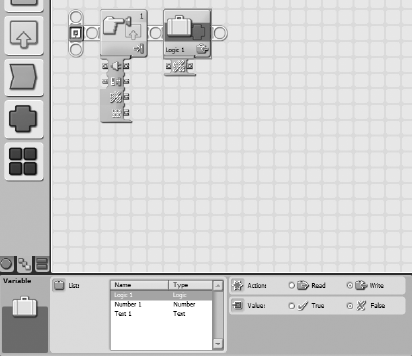 1
Logic 1
Variable
List:
Name Type
Logic 1 Logic
Number 1 Number
Text 1 Text
Action: Read Write
Value: True False